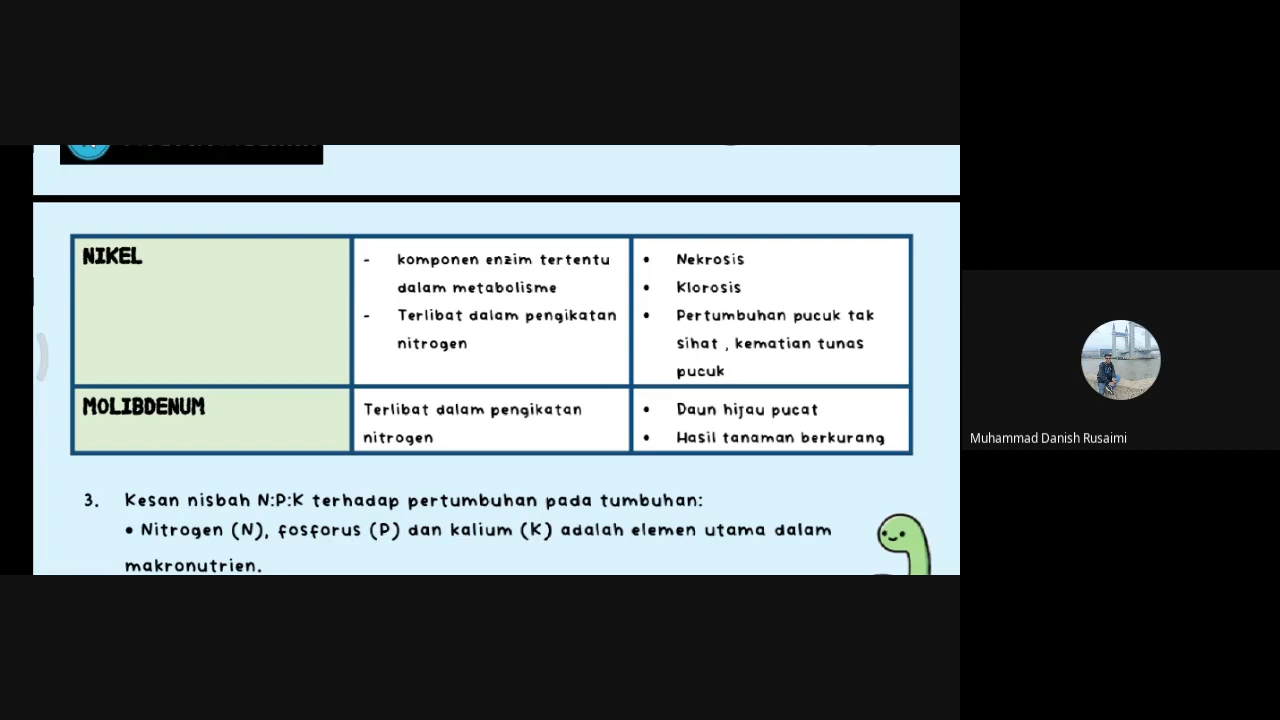 NIKEL
- komponen enzim tertentu
dalam metabolisme
- Terlibat dalam pengikatan
nitrogen
• Nekrosis
• Klorosis
• Pertumbuhan pucuk tak
sihat , kematian tunas
pucuk
MOLIBDENUM
Terlibat dalam pengikatan
nitrogen
• Daun hijau pucat
• Hasil tanaman berkurang
3. Kesan nisbah N:P:K terhadap pertumbuhan pada tumbuhan:
• Nitrogen (N), fosforus (P) dan kalium (K) adalah elemen utama dalam
makronutrien.
Muhammad Danish Rusaimi